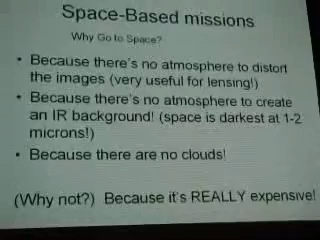 Space-Based missions
Why Go to Space?
• Because there's no atmosphere to distort
the images (very useful for lensing!)
• Because there's no atmosphere to create
an IR background! (space is darkest at 1-2
microns!)
• Because there are no clouds!
(Why not?) Because it's REALLY expensive!